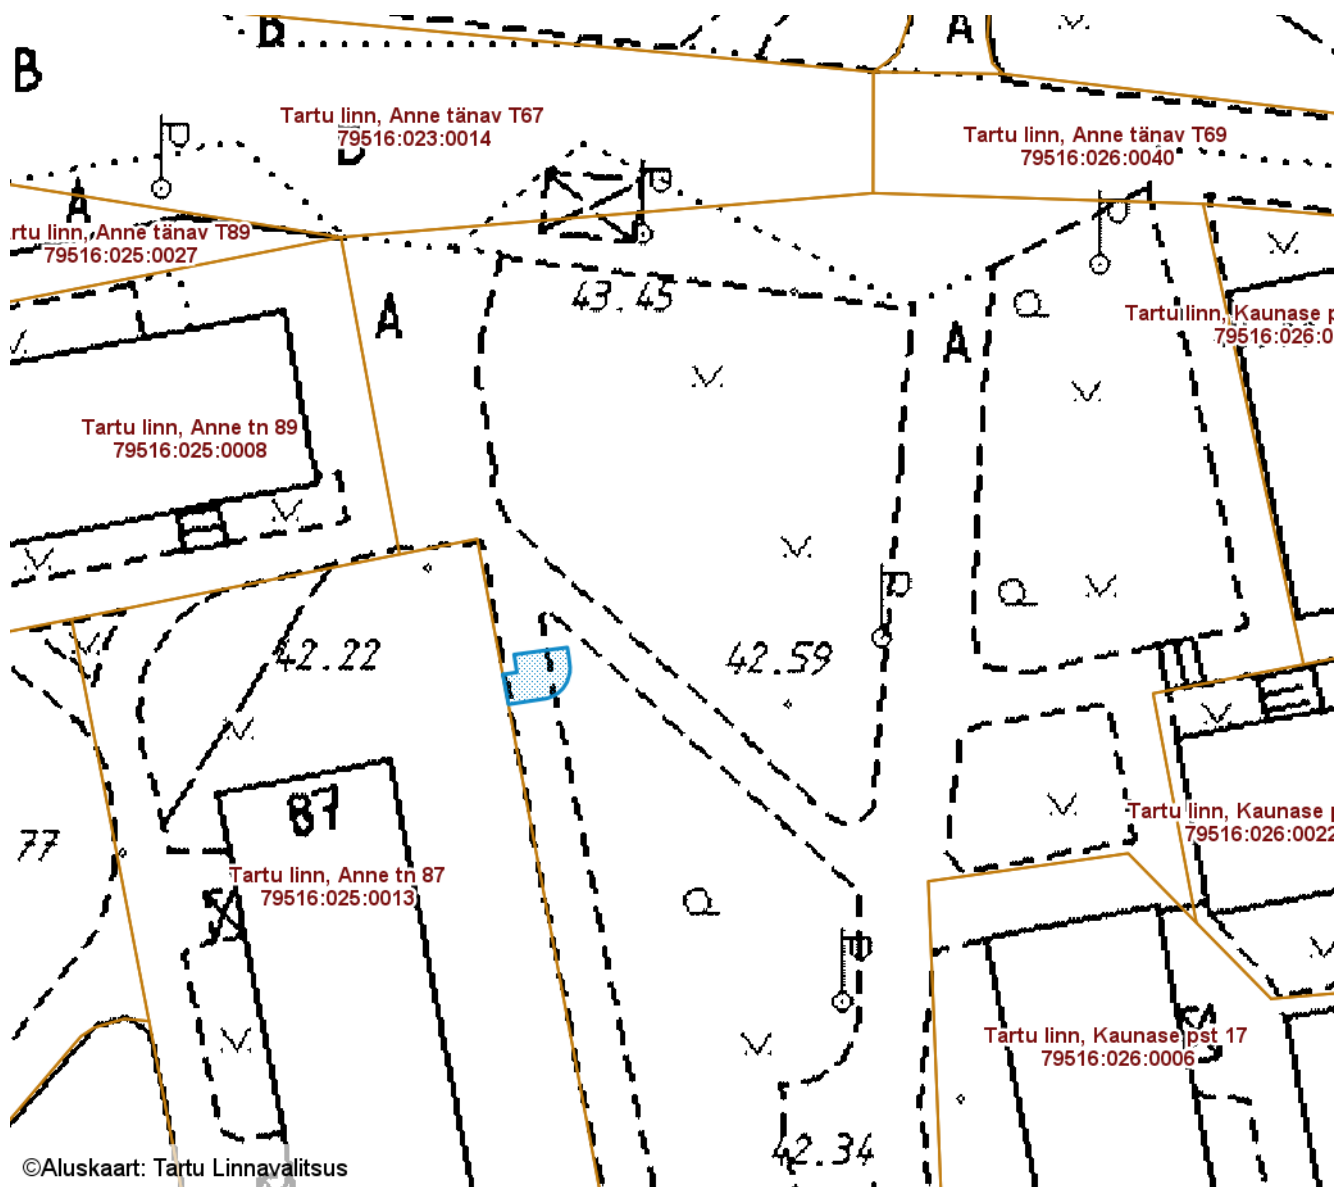 B
B
A
Tartu linn, Anne tänav T67
79516:023:0014
Tartu linn, Anne tänav T69
79516:026:0040
A
rtu linn, Anne tänav T89
79516:025:0027
43.45
A
A
Tartu linn, Kaunase p
79516:026:0
Tartu linn, Anne tn 89
79516:025:0008
42.22
42.59
87
77
Tartu linn, Anne tn 87
79516:025:0013
Tartu linn, Kaunase p
79516:026:0022
Tartu linn, Kaunase pst 17
79516:026:0006
42.34
©Aluskaart: Tartu Linnavalitsus